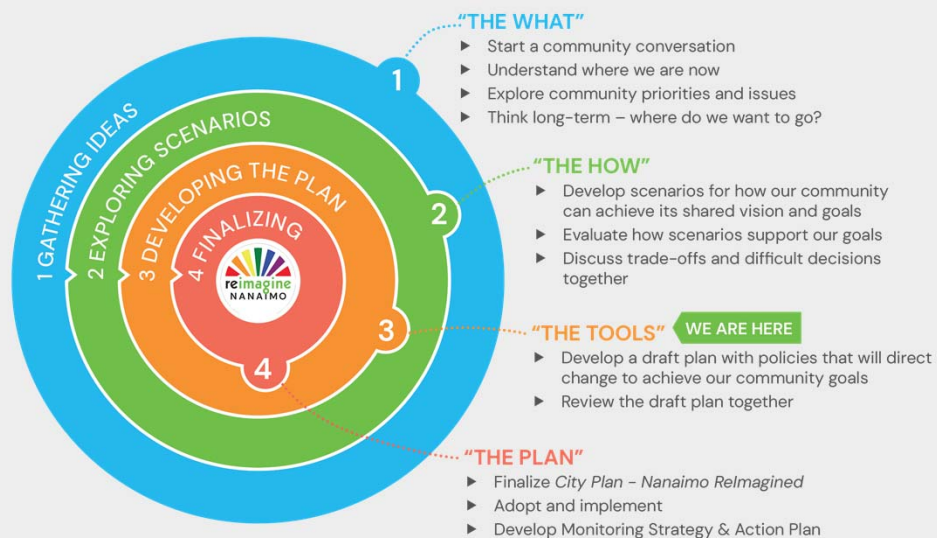 "THE WHAT"
► Start a community conversation
► Understand where we are now
► Explore community priorities and issues
► Think long-term – where do we want to go?
"THE HOW"
► Develop scenarios for how our community
can achieve its shared vision and goals
► Evaluate how scenarios support our goals
► Discuss trade-offs and difficult decisions
together
"THE TOOLS" WE ARE HERE
► Develop a draft plan with policies that will direct
change to achieve our community goals
► Review the draft plan together
"THE PLAN"
► Finalize City Plan - Nanaimo ReImagined
► Adopt and implement
► Develop Monitoring Strategy & Action Plan
1 GATHERING IDEAS
2 EXPLORING SCENARIOS
3 DEVELOPING THE PLAN
4 FINALIZING
reimagine
NANAIMO
1
2
3
4